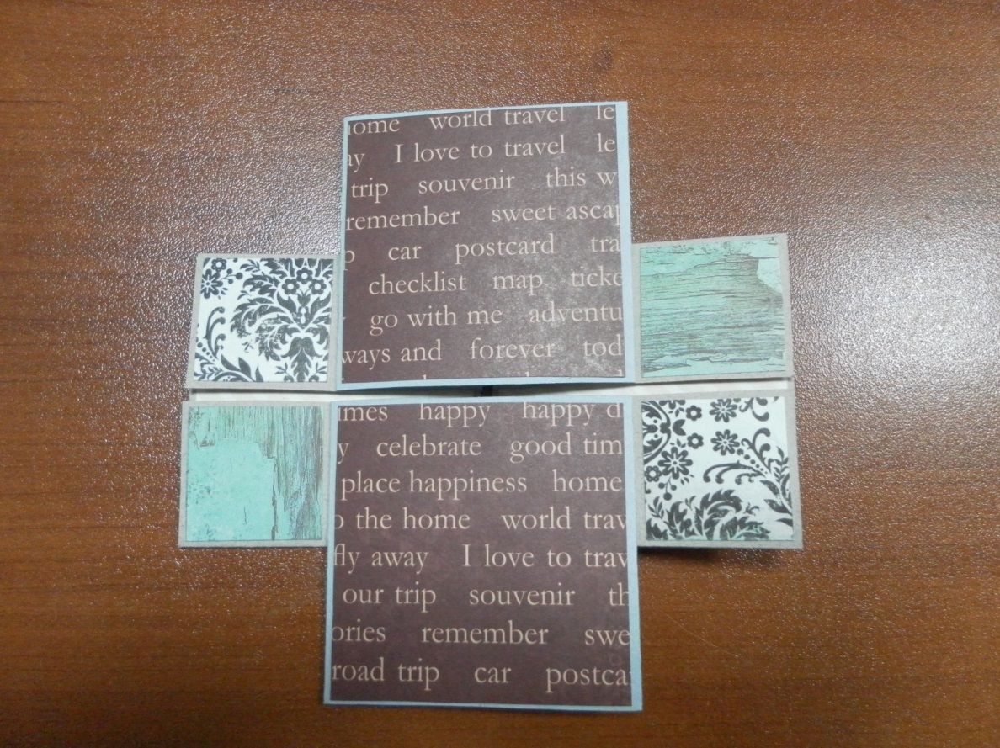 home world travel le
ay I love to travel le
trip souvenir this w
remember sweet ascap
p car postcard tra
checklist map ticke
go with me adventu
ways and forever tod
imes happy happy d
y celebrate good tim
place happiness home
o the home world trav
fly away I love to trav
our trip souvenir th
ories remember swe
road trip car postcar